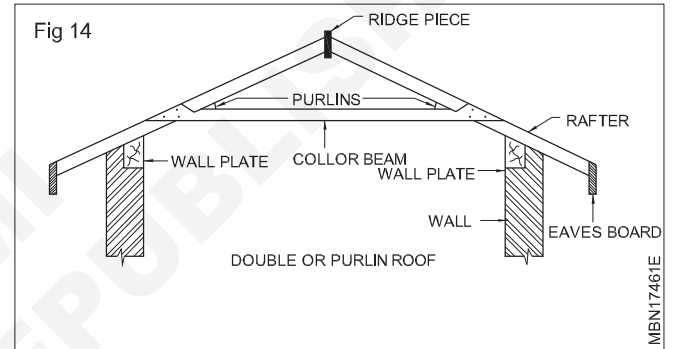 Fig 14
RIDGE PIECE
PURLINS
RAFTER
WALL PLATE
COLLOR BEAM
WALL PLATE
WALL
EAVES BOARD
DOUBLE OR PURLIN ROOF
MBN17461E